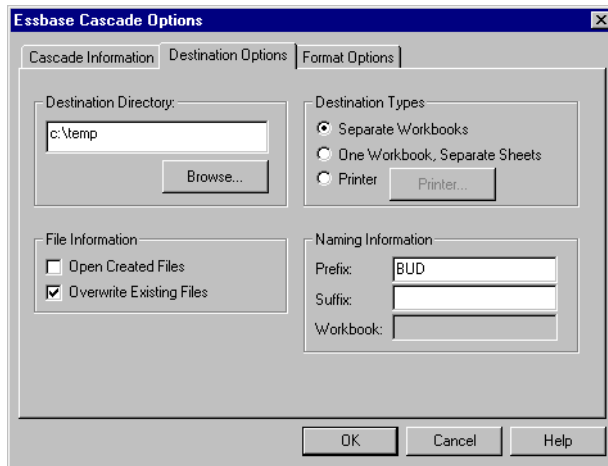 Essbase Cascade Options
Cascade Information
Destination Options
Format Options
Destination Directory:
c:\temp
Browse...
Destination Types
Separate Workbooks
One Workbook, Separate Sheets
Printer
Printer...
File Information
Open Created Files
Overwrite Existing Files
Naming Information
Prefix:
BUD
Suffix:
Workbook:
OK
Cancel
Help